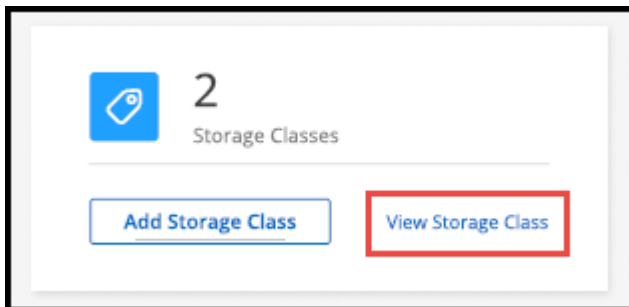 2
Storage Classes
Add Storage Class
View Storage Class